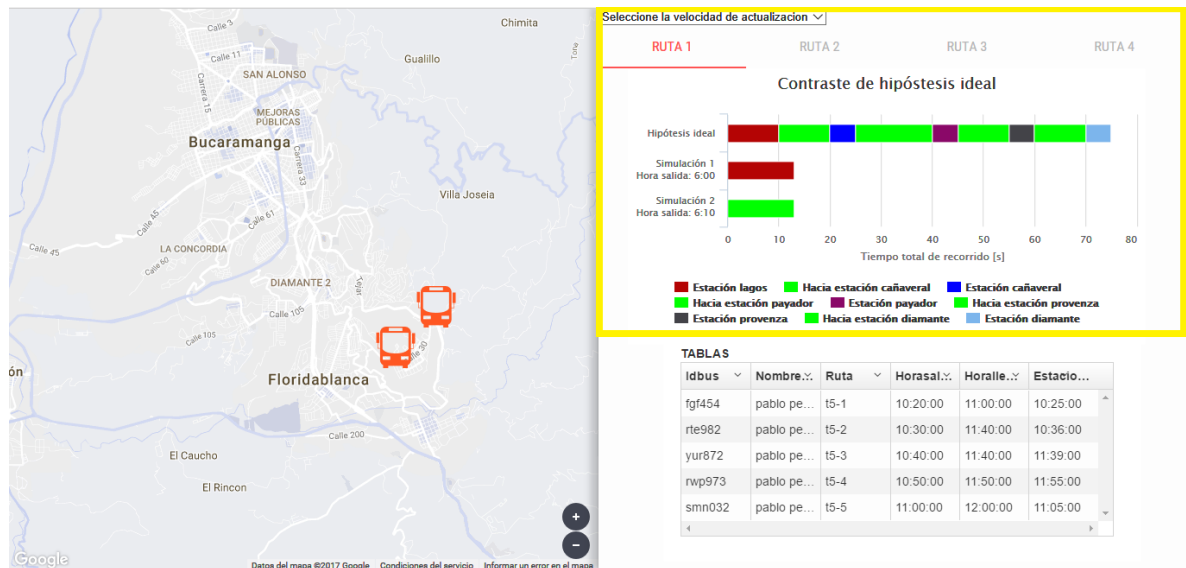 Calle 3
Chimita
Calle 11
Gualillo
Tone
SAN ALONSO
Carrera 15
MEJORAS
PÚBLICAS
Bucaramanga
Carrera 33
Villa Joseia
Calle 45
Calle 61
Calle 45
LA CONCORDIA
Calle 60
DIAMANTE 2
Tejar
Calle 105
Calle 105
Calle 30
ón
Floridablanca
Calle 200
El Caucho
El Rincon
+
−
Google
Datos del mapa ©2017 Google Condiciones del servicio Informar un error en el mapa
Seleccione la velocidad de actualizacion
RUTA 1 RUTA 2 RUTA 3 RUTA 4
Contraste de hipóstesis ideal
Hipótesis ideal
Simulación 1
Hora salida: 6:00
Simulación 2
Hora salida: 6:10
0 10 20 30 40 50 60 70 80
Tiempo total de recorrido [s]
Estación lagos Hacia estación cañaveral Estación cañaveral
Hacia estación payador Estación payador Hacia estación provenza
Estación provenza Hacia estación diamante Estación diamante
TABLAS
Idbus Nombre... Ruta Horasal... Horalle... Estacio...
fgf454 pablo pe... t5-1 10:20:00 11:00:00 10:25:00
rte982 pablo pe... t5-2 10:30:00 11:40:00 10:36:00
yur872 pablo pe... t5-3 10:40:00 11:40:00 11:39:00
rwp973 pablo pe... t5-4 10:50:00 11:50:00 11:55:00
smn032 pablo pe... t5-5 11:00:00 12:00:00 11:05:00